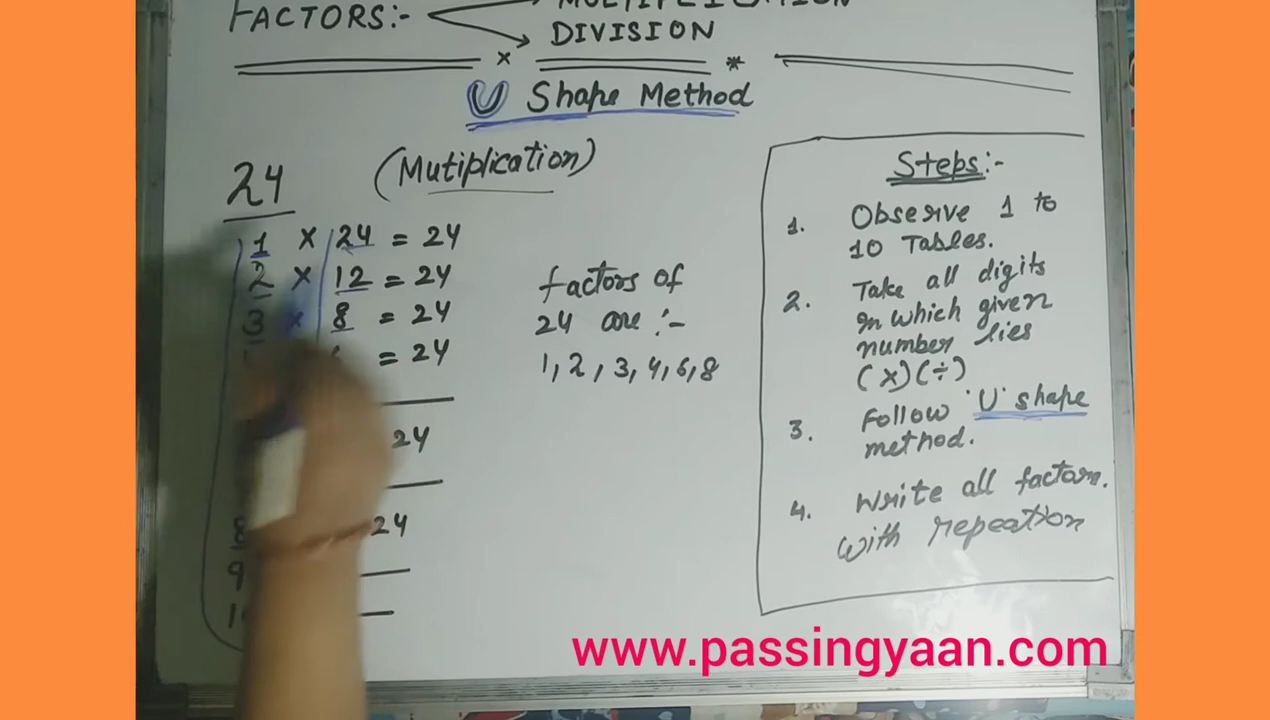 FACTORS:-
MULTIPLICATION
DIVISION
U Shape Method
24
(Mutiplication)
1 × 24 = 24
2 × 12 = 24
3 × 8 = 24
= 24
24
8
24
9
factors of
24 are :-
1, 2, 3, 4, 6, 8
Steps:-
1. Observe 1 to
10 Tables.
2. Take all digits
In which given
number lies
(×)(÷)
3. Follow 'U' shape
method.
4. Write all factors.
with repeation
www.passingyaan.com